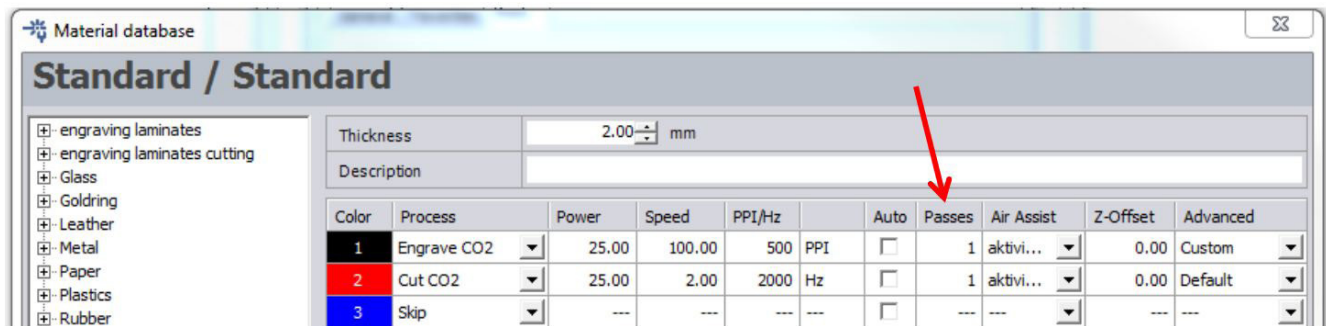 Material database
Standard / Standard
engraving laminates
engraving laminates cutting
Glass
Goldring
Leather
Metal
Paper
Plastics
Rubber
Thickness 2.00 mm
Description
Color Process Power Speed PPI/Hz Auto Passes Air Assist Z-Offset Advanced
1 Engrave CO2 25.00 100.00 500 PPI 1 aktivi... 0.00 Custom
2 Cut CO2 25.00 2.00 2000 Hz 1 aktivi... 0.00 Default
3 Skip --- --- --- --- --- --- --- ---